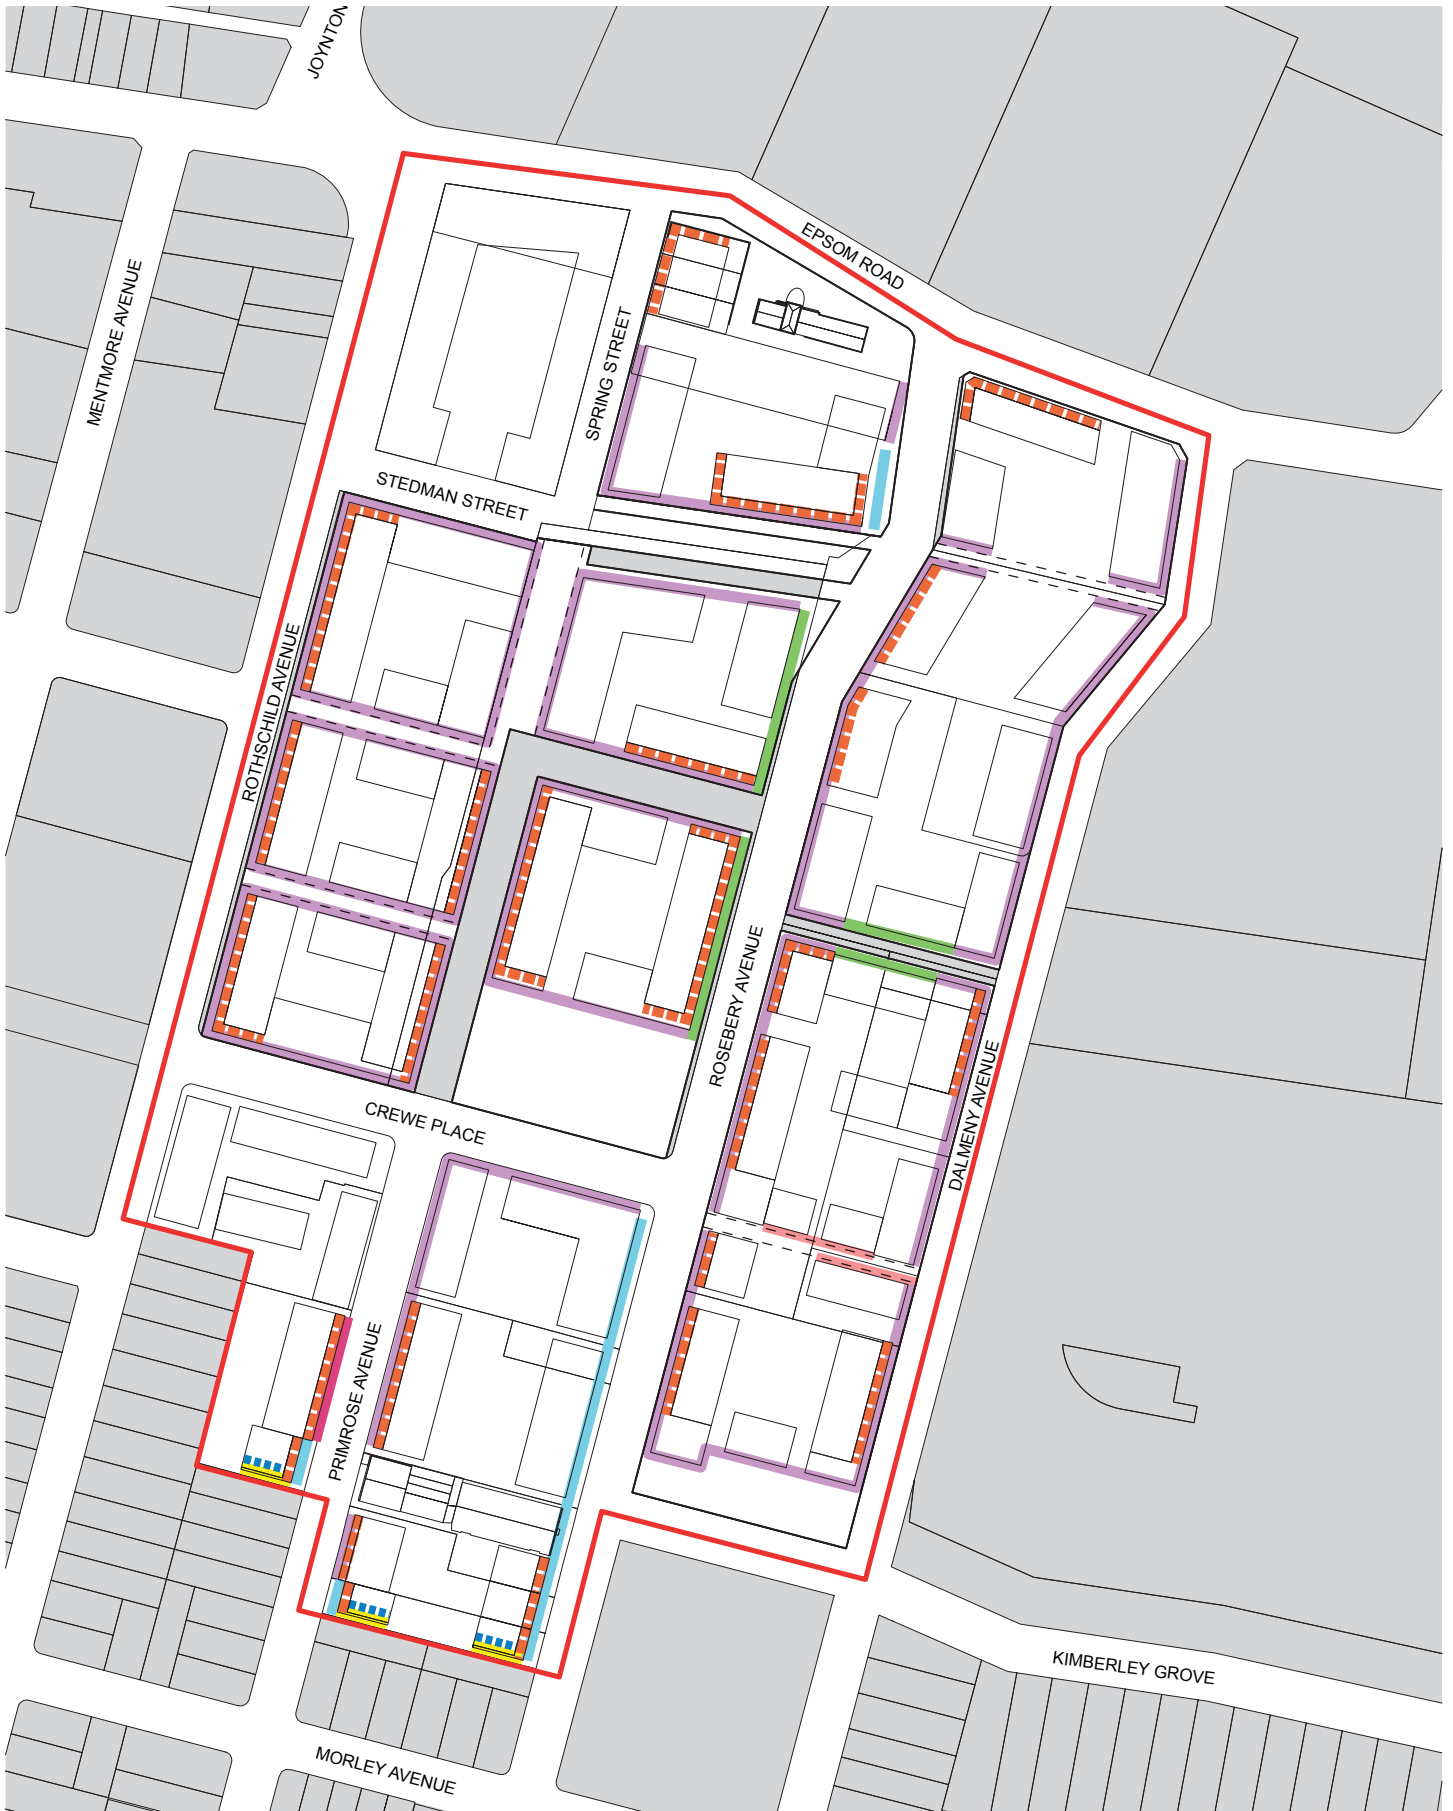 JOYNTON
EPSOM ROAD
MENTMORE AVENUE
SPRING STREET
STEDMAN STREET
ROTHSCHILD AVENUE
ROSEBERY AVENUE
DALMENY AVENUE
CREWE PLACE
PRIMROSE AVENUE
KIMBERLEY GROVE
MORLEY AVENUE